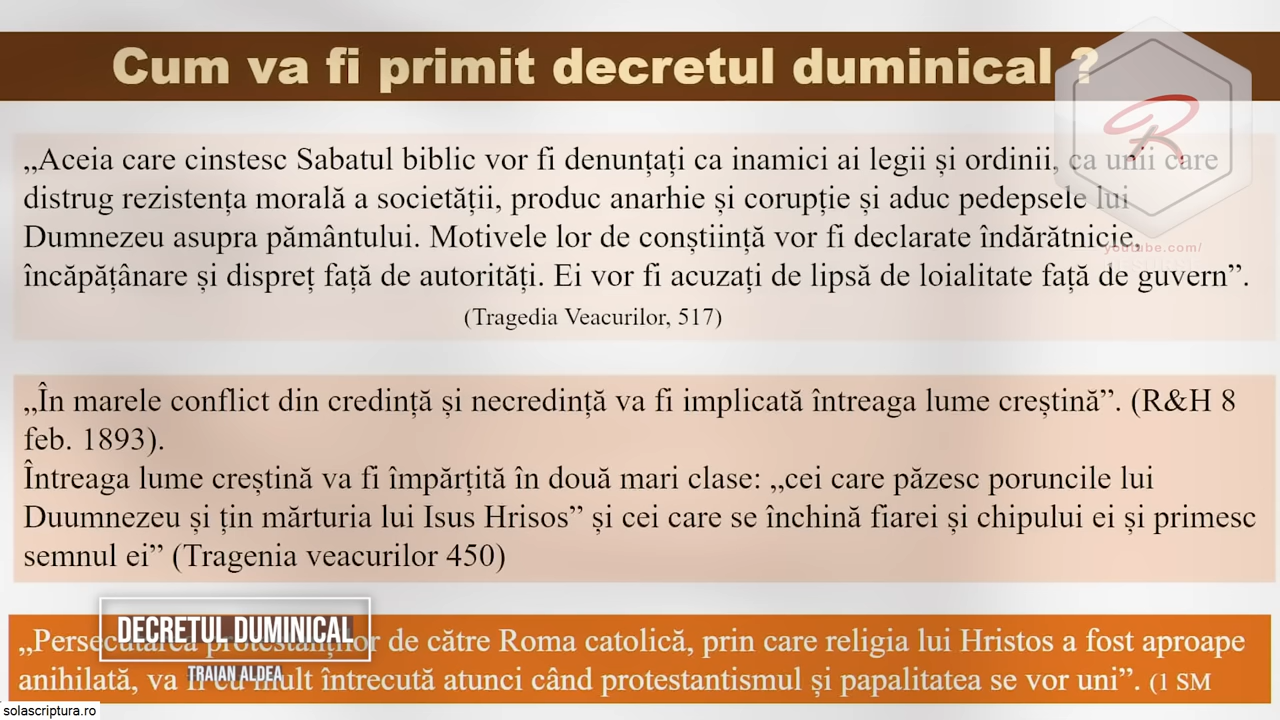 Cum va fi primit decretul duminical ?
„Aceia care cinstesc Sabatul biblic vor fi denunțați ca inamici ai legii și ordinii, ca unii care
distrug rezistența morală a societății, produc anarhie și corupție și aduc pedepsele lui
Dumnezeu asupra pământului. Motivele lor de conștiință vor fi declarate îndărătnicie,
încăpățânare și dispreț față de autorități. Ei vor fi acuzați de lipsă de loialitate față de guvern”.
(Tragedia Veacurilor, 517)
youtube.com/
„În marele conflict din credință și necredință va fi implicată întreaga lume creștină”. (R&H 8
feb. 1893).
Întreaga lume creștină va fi împărțită în două mari clase: „cei care păzesc poruncile lui
Duumnezeu și țin mărturia lui Isus Hrisos” și cei care se închină fiarei și chipului ei și primesc
semnul ei” (Tragenia veacurilor 450)
„Persecutarea protestanților de către Roma catolică, prin care religia lui Hristos a fost aproape
anihilată, va fi cu mult întrecută atunci când protestantismul și papalitatea se vor uni”. (1 SM
DECRETUL DUMINICAL
TRAIAN ALDEA
solascriptura.ro